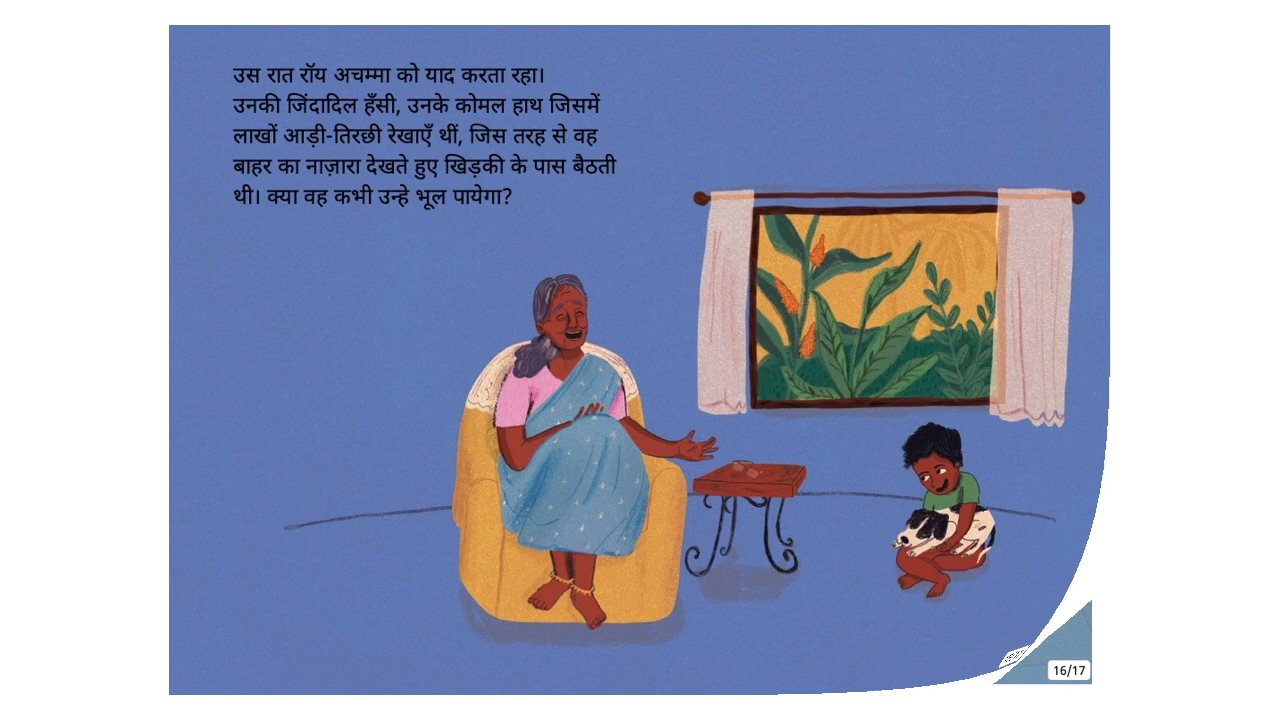 उस रात रॉय अचम्मा को याद करता रहा।
उनकी जिंदादिल हँसी, उनके कोमल हाथ जिसमें
लाखों आड़ी-तिरछी रेखाएँ थीं, जिस तरह से वह
बाहर का नाज़ारा देखते हुए खिड़की के पास बैठती
थी। क्या वह कभी उन्हे भूल पायेगा?
16/17